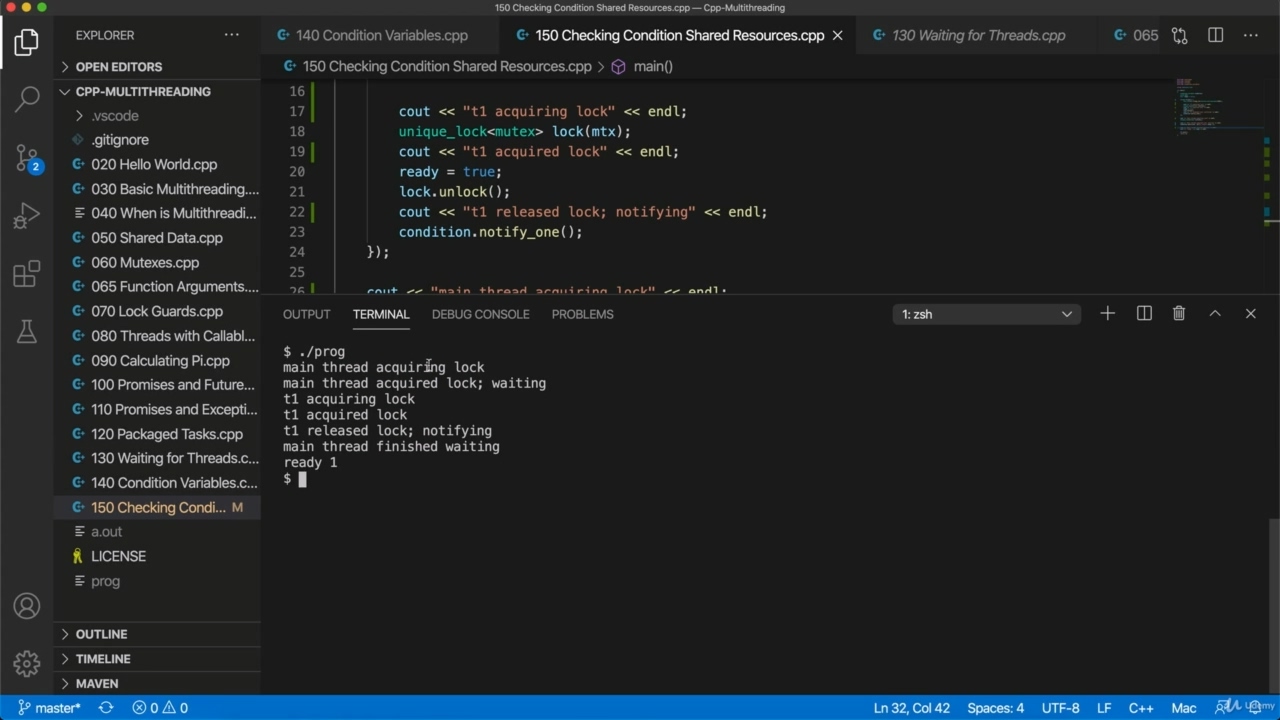 150 Checking Condition Shared Resources.cpp — Cpp-Multithreading
EXPLORER
140 Condition Variables.cpp
150 Checking Condition Shared Resources.cpp
130 Waiting for Threads.cpp
065
OPEN EDITORS
150 Checking Condition Shared Resources.cpp > main()
CPP-MULTITHREADING
.vscode
.gitignore
020 Hello World.cpp
030 Basic Multithreading....
040 When is Multithreadi...
050 Shared Data.cpp
060 Mutexes.cpp
065 Function Arguments....
070 Lock Guards.cpp
080 Threads with Callabl...
090 Calculating Pi.cpp
100 Promises and Future...
110 Promises and Excepti...
120 Packaged Tasks.cpp
130 Waiting for Threads.c...
140 Condition Variables.c...
150 Checking Condi... M
a.out
LICENSE
prog
OUTLINE
TIMELINE
MAVEN
2
16
17 cout << "t1 acquiring lock" << endl;
18 unique_lock<mutex> lock(mtx);
19 cout << "t1 acquired lock" << endl;
20 ready = true;
21 lock.unlock();
22 cout << "t1 released lock; notifying" << endl;
23 condition.notify_one();
24 });
25
26 cout << "main thread acquiring lock" << endl;
OUTPUT TERMINAL DEBUG CONSOLE PROBLEMS
1: zsh
$ ./prog
main thread acquiring lock
main thread acquired lock; waiting
t1 acquiring lock
t1 acquired lock
t1 released lock; notifying
main thread finished waiting
ready 1
$
master* 0 0 Ln 32, Col 42 Spaces: 4 UTF-8 LF C++ Mac
Udemy